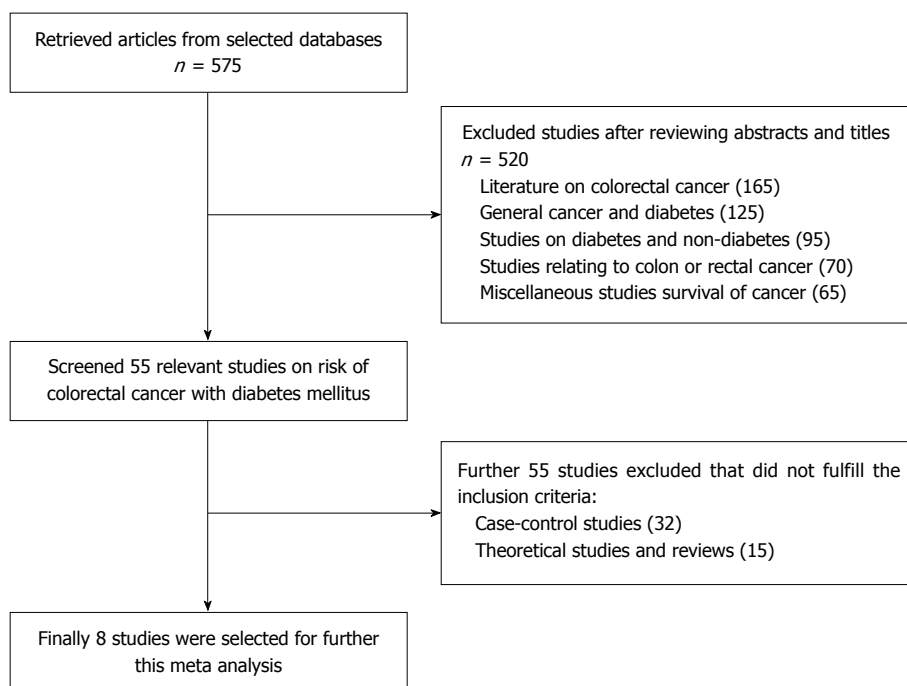 Retrieved articles from selected databases
n = 575
Excluded studies after reviewing abstracts and titles
n = 520
Literature on colorectal cancer (165)
General cancer and diabetes (125)
Studies on diabetes and non-diabetes (95)
Studies relating to colon or rectal cancer (70)
Miscellaneous studies survival of cancer (65)
Screened 55 relevant studies on risk of
colorectal cancer with diabetes mellitus
Further 55 studies excluded that did not fulfill the
inclusion criteria:
Case-control studies (32)
Theoretical studies and reviews (15)
Finally 8 studies were selected for further
this meta analysis